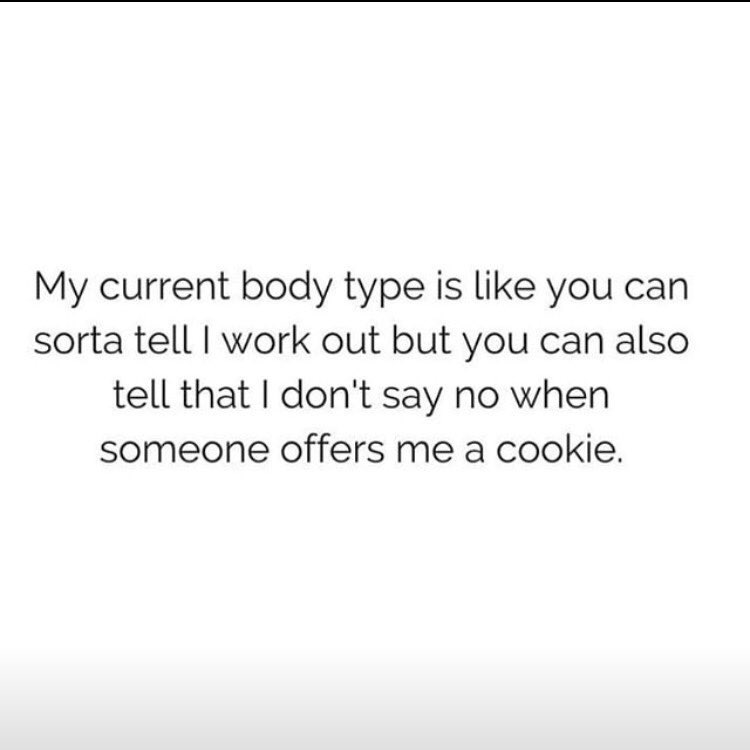 My current body type is like you can
sorta tell I work out but you can also
tell that I don't say no when
someone offers me a cookie.